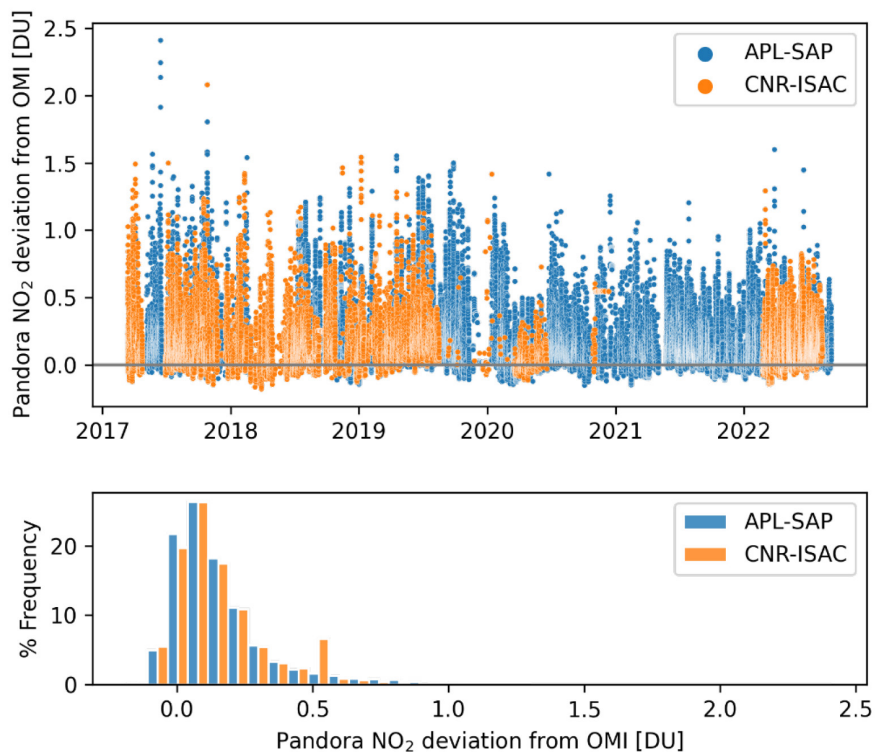 Pandora NO₂ deviation from OMI [DU]
2.5
2.0
1.5
1.0
0.5
0.0
APL-SAP
CNR-ISAC
2017 2018 2019 2020 2021 2022
% Frequency
20
10
0
APL-SAP
CNR-ISAC
0.0 0.5 1.0 1.5 2.0 2.5
Pandora NO₂ deviation from OMI [DU]